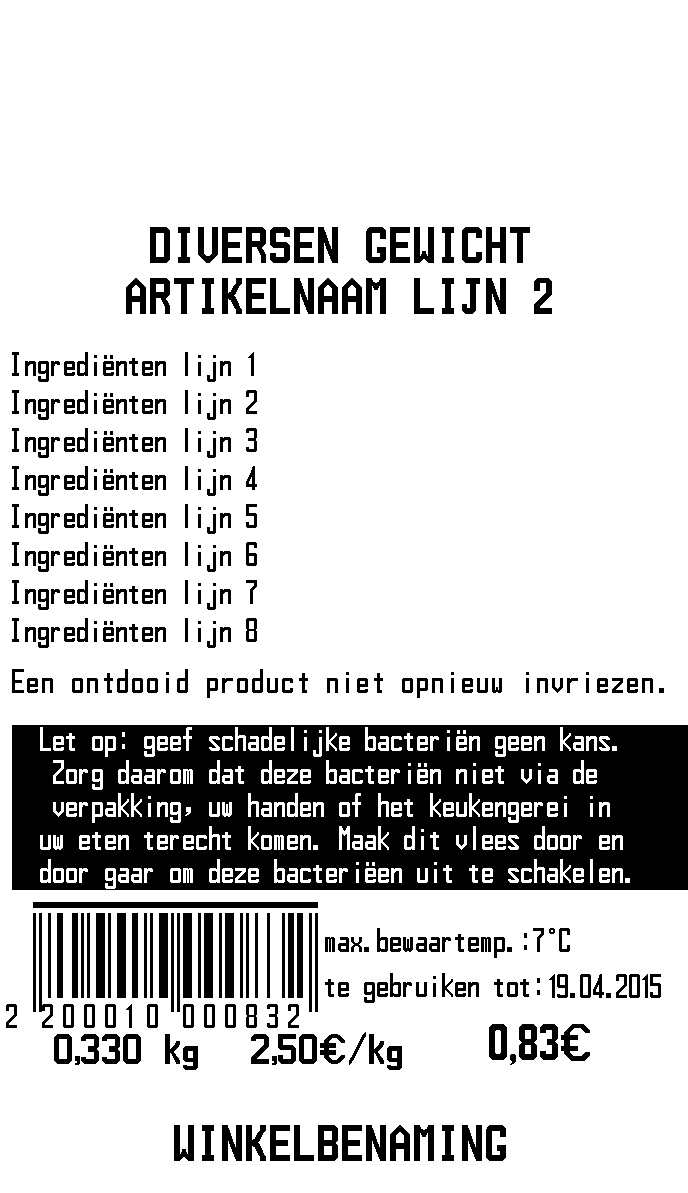 DIVERSEN GEWICHT
ARTIKELNAAM LIJN 2
Ingrediënten lijn 1
Ingrediënten lijn 2
Ingrediënten lijn 3
Ingrediënten lijn 4
Ingrediënten lijn 5
Ingrediënten lijn 6
Ingrediënten lijn 7
Ingrediënten lijn 8
Een ontdooid product niet opnieuw invriezen.
Let op: geef schadelijke bacteriën geen kans.
Zorg daarom dat deze bacteriën niet via de
verpakking, uw handen of het keukengerei in
uw eten terecht komen. Maak dit vlees door en
door gaar om deze bacteriëen uit te schakelen.
max.bewaartemp.:7°C
te gebruiken tot:19.04.2015
2 200010 000832
0,330 kg 2,50€/kg 0,83€
WINKELBENAMING